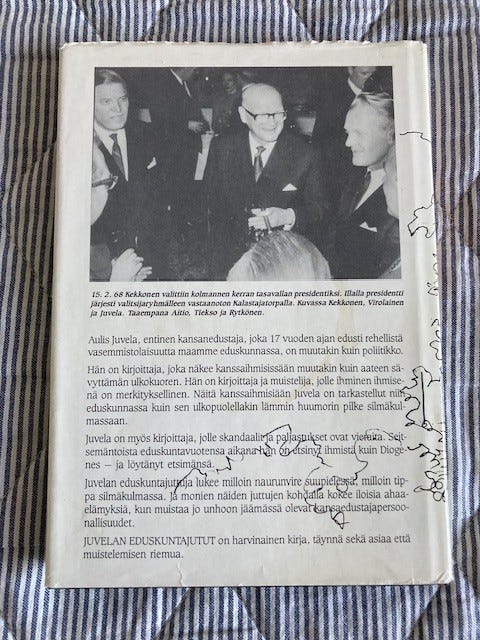 15. 2. 68 Kekkonen valittiin kolmannen kerran tasavallan presidentiksi. Illalla presidentti
järjesti valitsijaryhmälleen vastaanoton Kalastajatorpalla. Kuvassa Kekkonen, Virolainen
ja Juvela. Taaempana Aitio, Tiekso ja Rytkönen.
Aulis Juvela, entinen kansanedustaja, joka 17 vuoden ajan edusti rehellistä
vasemmistolaisuutta maamme eduskunnassa, on muutakin kuin poliitikko.
Hän on kirjoittaja, joka näkee kanssaihmisissään muutakin kuin aateen sä-
vyttämän ulkokuoren. Hän on kirjoittaja ja muistelija, jolle ihminen ihmise-
nä on merkityksellinen. Näitä kanssaihmisiään Juvela on tarkastellut niin
eduskunnassa kuin sen ulkopuolellakin lämmin huumorin pilke silmäkul-
massaan.
Juvela on myös kirjoittaja, jolle skandaalit ja paljastukset ovat vieraita. Seit-
semäntoista eduskuntavuotensa aikana hän on etsinyt ihmistä kuin Dioge-
nes — ja löytänyt etsimänsä.
Juvelan eduskuntajuttuja lukee milloin naurunvire suupielessä, milloin tip-
pa silmäkulmassa. Ja monien näiden juttujen kohdalla kokee iloisia ahaa-
elämyksiä, kun muistaa jo unhoon jäämässä olevat kansaedustajapersoo-
nallisuudet.
JUVELAN EDUSKUNTAJUTUT on harvinainen kirja, täynnä sekä asiaa että
muistelemisen riemua.